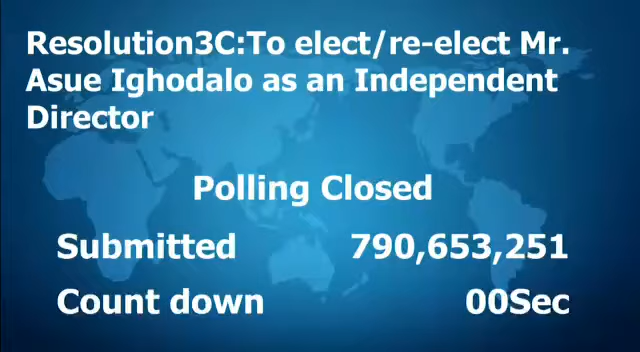 Resolution3C:To elect/re-elect Mr.
Asue Ighodalo as an Independent
Director
Polling Closed
Submitted 790,653,251
Count down 00Sec